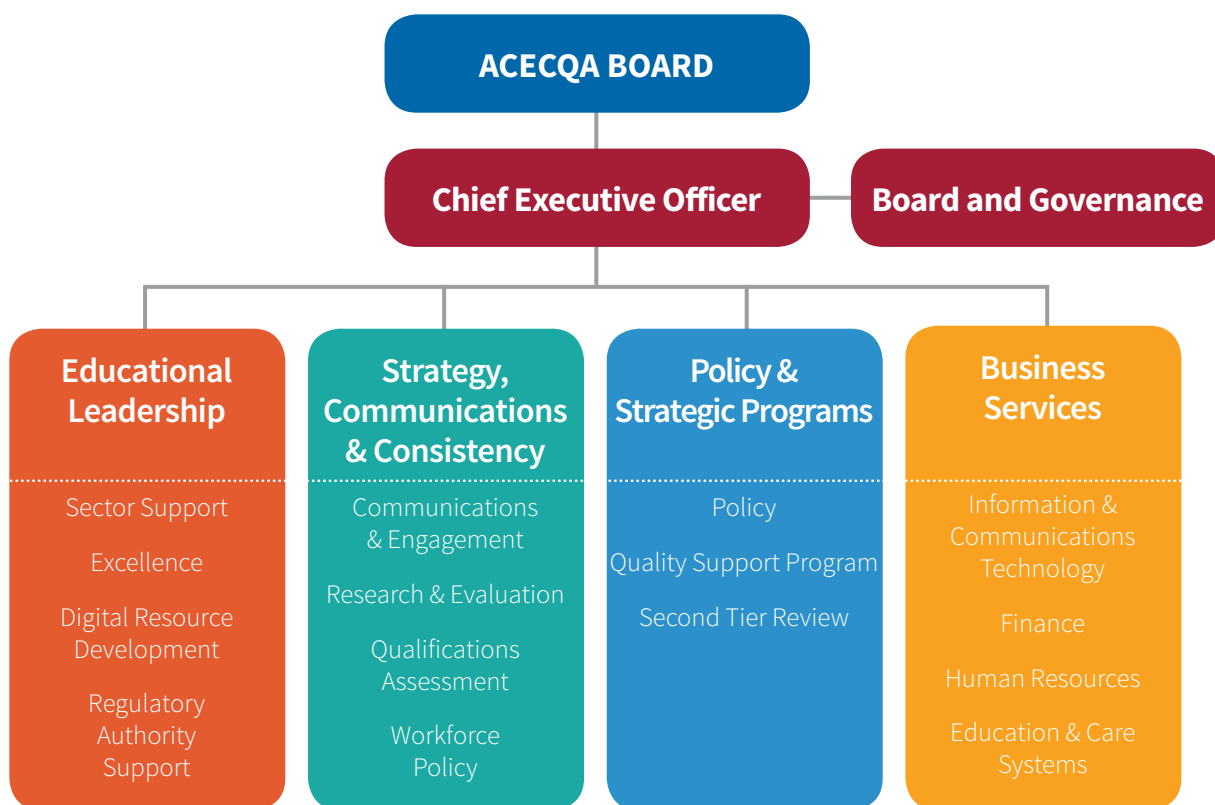 ACECQA BOARD
Chief Executive Officer
Board and Governance
Educational
Leadership
Sector Support
Excellence
Digital Resource
Development
Regulatory
Authority
Support
Strategy,
Communications
& Consistency
Communications
& Engagement
Research & Evaluation
Qualifications
Assessment
Workforce
Policy
Policy &
Strategic Programs
Policy
Quality Support Program
Second Tier Review
Business
Services
Information &
Communications
Technology
Finance
Human Resources
Education & Care
Systems